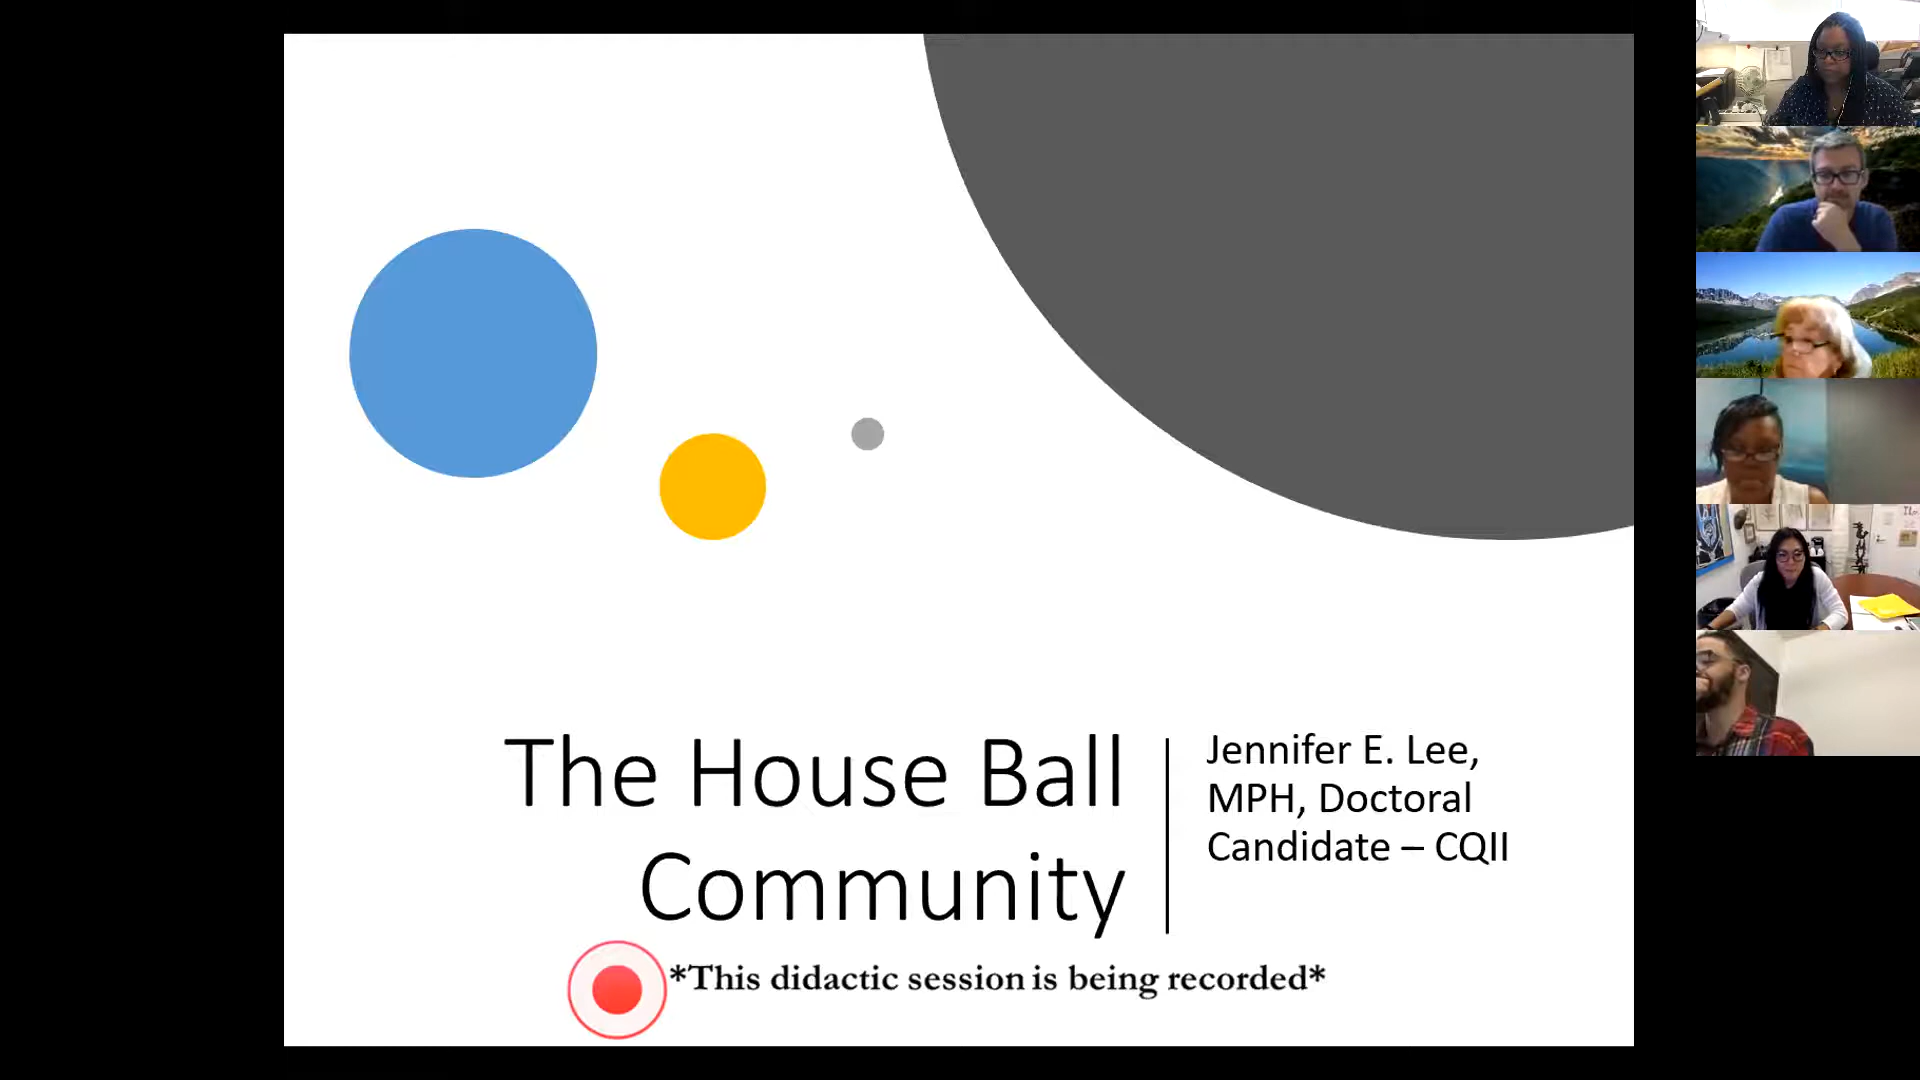 The House Ball
Community
Jennifer E. Lee,
MPH, Doctoral
Candidate – CQII
*This didactic session is being recorded*